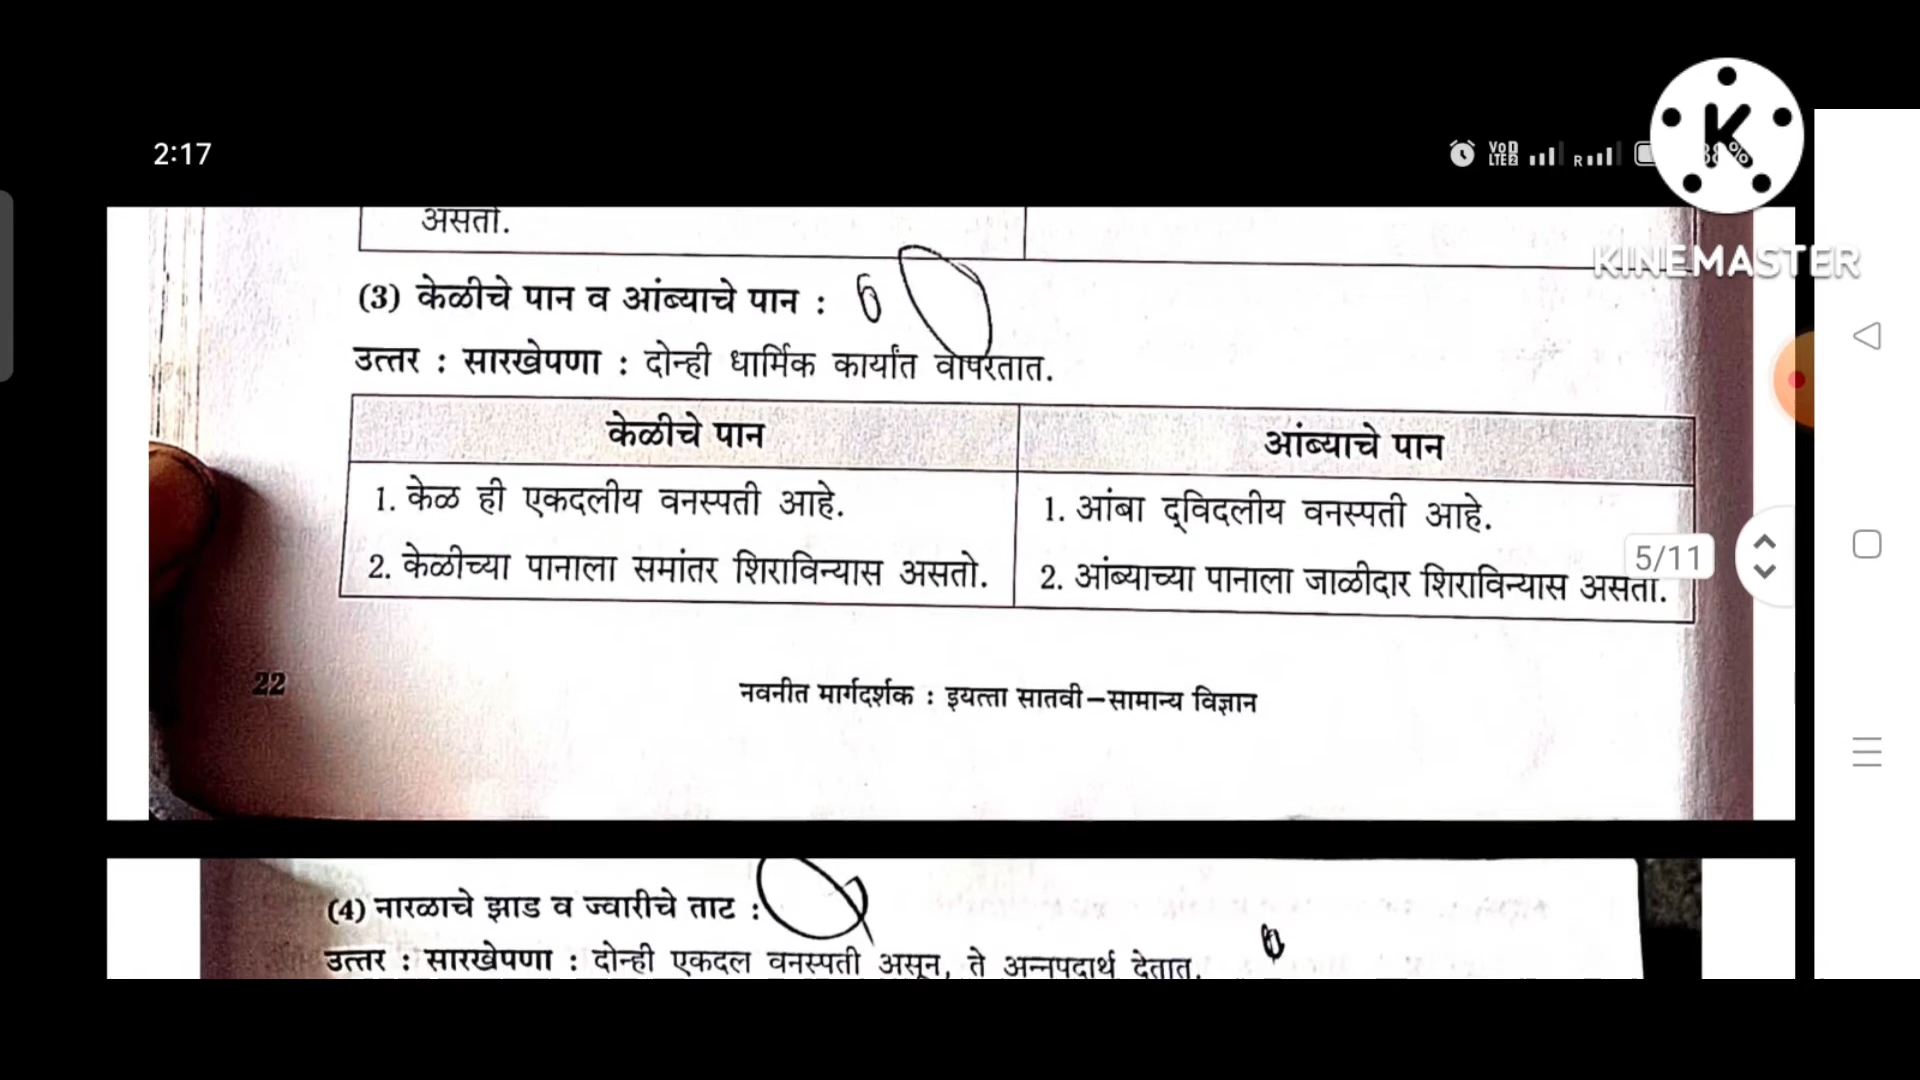 2:17
VoD
LTE2
R
%
KINEMASTER
असतो.
(3) केळीचे पान व आंब्याचे पान :
उत्तर : सारखेपणा : दोन्ही धार्मिक कार्यांत वापरतात.
केळीचे पान
आंब्याचे पान
1. केळ ही एकदलीय वनस्पती आहे.
1. आंबा द्‌विदलीय वनस्पती आहे.
2. केळीच्या पानाला समांतर शिराविन्यास असतो.
2. आंब्याच्या पानाला जाळीदार शिराविन्यास असतो.
5/11
22
नवनीत मार्गदर्शक : इयत्ता सातवी–सामान्य विज्ञान
(4) नारळाचे झाड व ज्वारीचे ताट :
उत्तर : सारखेपणा : दोन्ही एकदल वनस्पती असून, ते अन्नपदार्थ देतात.